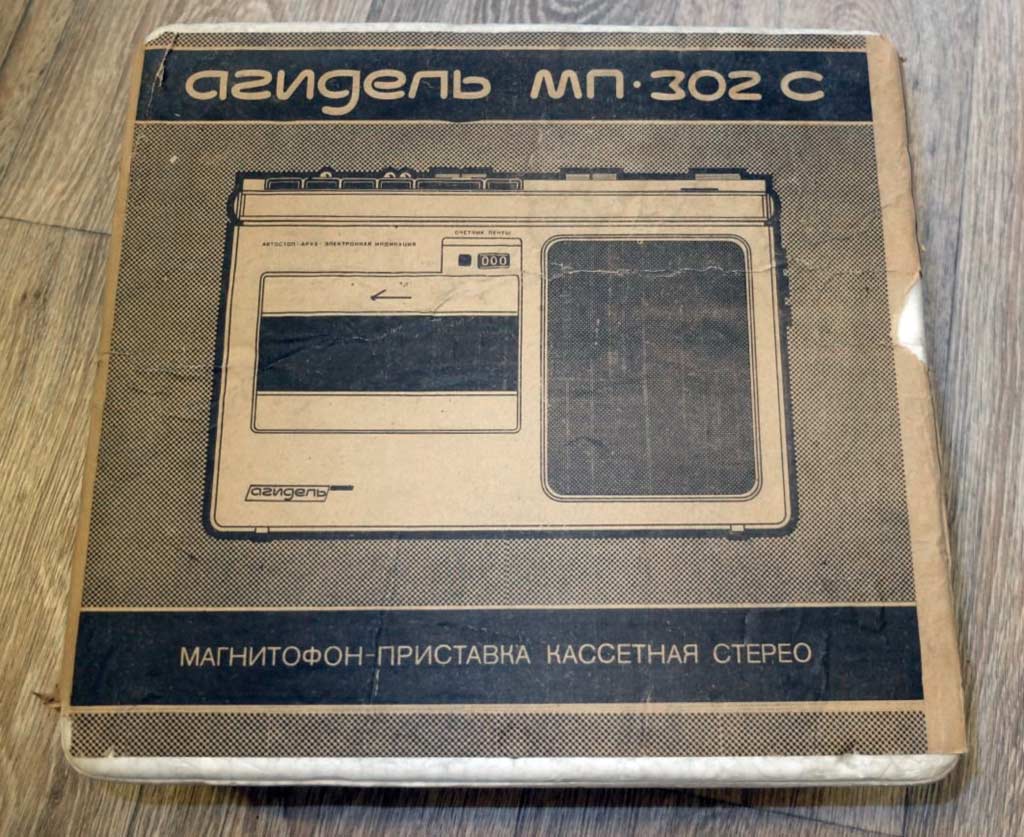 агидель МП·302 С
СЧЕТЧИК ЛЕНТЫ
АВТОСТОП·АРУЗ·ЭЛЕКТРОННАЯ ИНДИКАЦИЯ
000
агидель
МАГНИТОФОН-ПРИСТАВКА КАССЕТНАЯ СТЕРЕО